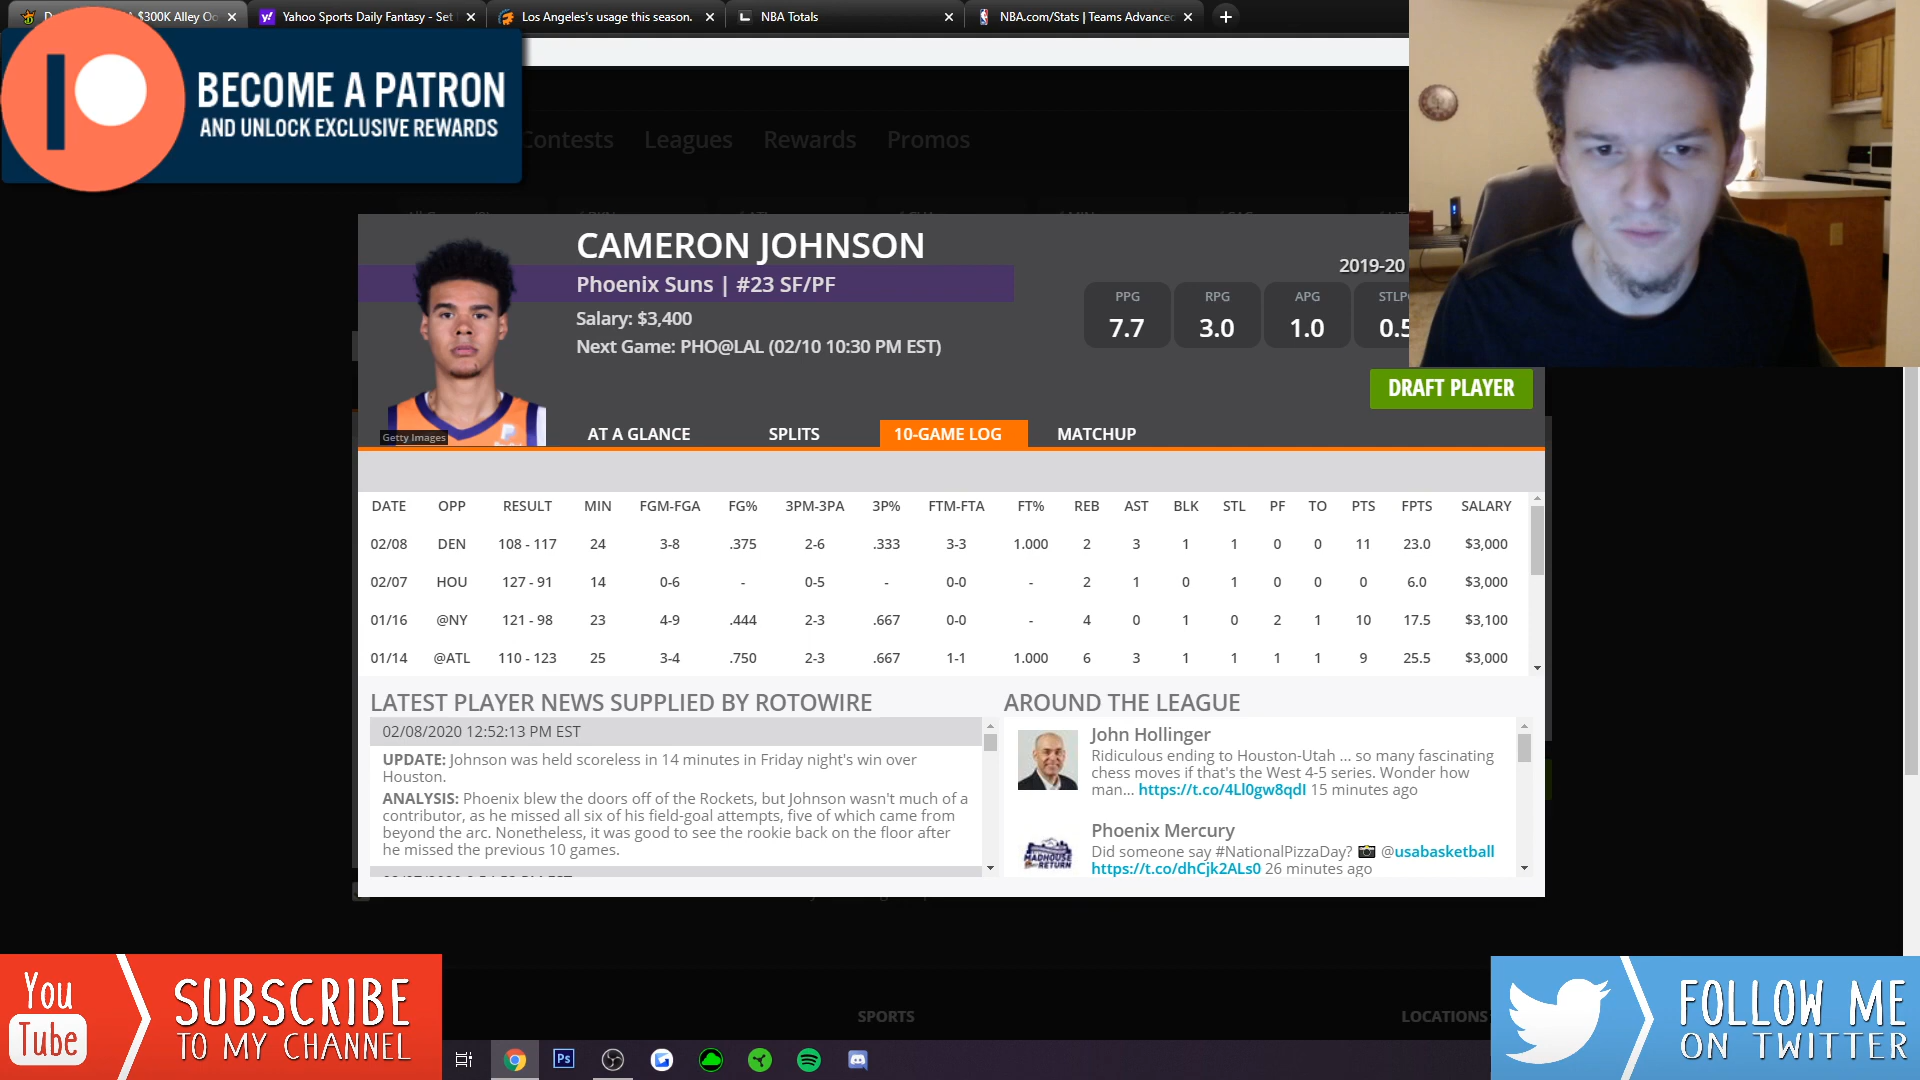 $300K Alley Oo
Yahoo Sports Daily Fantasy - Set
Los Angeles's usage this season.
NBA Totals
NBA.com/Stats | Teams Advanced
BECOME A PATRON
AND UNLOCK EXCLUSIVE REWARDS
Contests Leagues Rewards Promos
CAMERON JOHNSON
Phoenix Suns | #23 SF/PF
Salary: $3,400
Next Game: PHO@LAL (02/10 10:30 PM EST)
2019-20
PPG RPG APG STLP
7.7 3.0 1.0 0.5
DRAFT PLAYER
Getty Images
AT A GLANCE SPLITS 10-GAME LOG MATCHUP
DATE OPP RESULT MIN FGM-FGA FG% 3PM-3PA 3P% FTM-FTA FT% REB AST BLK STL PF TO PTS FPTS SALARY
02/08 DEN 108 - 117 24 3-8 .375 2-6 .333 3-3 1.000 2 3 1 1 0 0 11 23.0 $3,000
02/07 HOU 127 - 91 14 0-6 - 0-5 - 0-0 - 2 1 0 1 0 0 0 6.0 $3,000
01/16 @NY 121 - 98 23 4-9 .444 2-3 .667 0-0 - 4 0 1 0 2 1 10 17.5 $3,100
01/14 @ATL 110 - 123 25 3-4 .750 2-3 .667 1-1 1.000 6 3 1 1 1 1 9 25.5 $3,000
LATEST PLAYER NEWS SUPPLIED BY ROTOWIRE
02/08/2020 12:52:13 PM EST
UPDATE: Johnson was held scoreless in 14 minutes in Friday night's win over
Houston.
ANALYSIS: Phoenix blew the doors off of the Rockets, but Johnson wasn't much of a
contributor, as he missed all six of his field-goal attempts, five of which came from
beyond the arc. Nonetheless, it was good to see the rookie back on the floor after
he missed the previous 10 games.
AROUND THE LEAGUE
John Hollinger
Ridiculous ending to Houston-Utah ... so many fascinating
chess moves if that's the West 4-5 series. Wonder how
man... https://t.co/4Ll0gw8qdI 15 minutes ago
Phoenix Mercury
Did someone say #NationalPizzaDay? @usabasketball
https://t.co/dhCjk2ALs0 26 minutes ago
MADHOUSE
RETURN
SPORTS
LOCATIONS
You
Tube
SUBSCRIBE
TO MY CHANNEL
Ps
FOLLOW ME
ON TWITTER